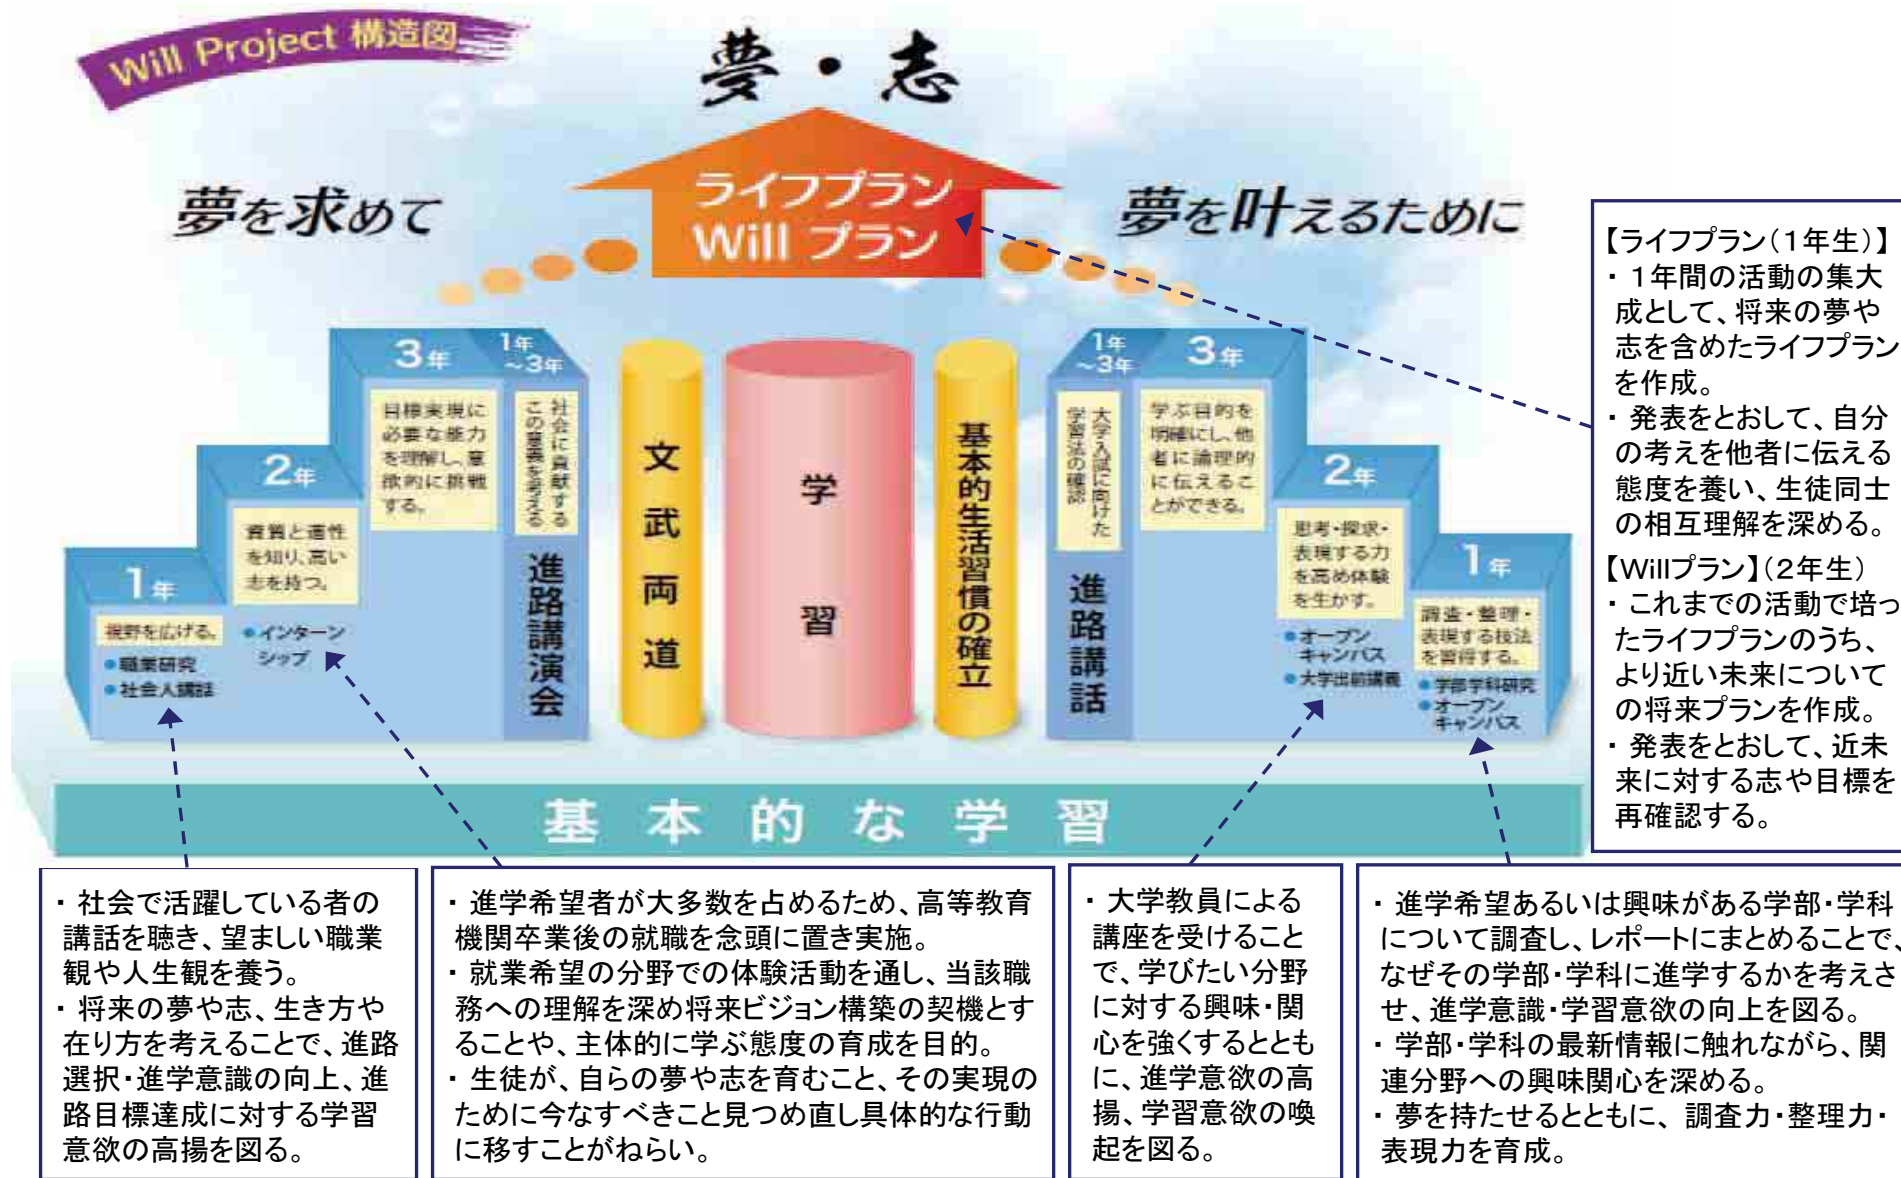 Will Project 構造図
夢・志
夢を求めて
ライフプラン
Will プラン
夢を叶えるために
1年
視野を広げる。
●職業研究
●社会人講話
2年
資質と適性
を知り、高い
志を持つ。
●インターン
シップ
3年
目標実現に
必要な能力
を理解し、意
欲的に挑戦
する。
1年
～3年
社会に貢献する
この意義を考える
進路講演会
文武両道
学習
基本的生活習慣の確立
1年
～3年
大学入試に向けた
学習法の確認
進路講話
3年
学ぶ目的を
明確にし、他
者に論理的
に伝えるこ
とができる。
2年
思考・探求・
表現する力
を高め体験
を生かす。
●オープン
キャンパス
●大学出前講義
1年
調査・整理・
表現する技法
を習得する。
●学部学科研究
●オープン
キャンパス
基本的な学習
【ライフプラン（1年生）】
・1年間の活動の集大
成として、将来の夢や
志を含めたライフプラン
を作成。
・発表をとおして、自分
の考えを他者に伝える
態度を養い、生徒同士
の相互理解を深める。
【Willプラン】（2年生）
・これまでの活動で培っ
たライフプランのうち、
より近い未来について
の将来プランを作成。
・発表をとおして、近未
来に対する志や目標を
再確認する。
・社会で活躍している者の
講話を聴き、望ましい職業
観や人生観を養う。
・将来の夢や志、生き方や
在り方を考えることで、進路
選択・進学意識の向上、進
路目標達成に対する学習
意欲の高揚を図る。
・進学希望者が大多数を占めるため、高等教育
機関卒業後の就職を念頭に置き実施。
・就業希望の分野での体験活動を通し、当該職
務への理解を深め将来ビジョン構築の契機とす
ることや、主体的に学ぶ態度の育成を目的。
・生徒が、自らの夢や志を育むこと、その実現の
ために今なすべきこと見つめ直し具体的な行動
に移すことがねらい。
・大学教員による
講座を受けること
で、学びたい分野
に対する興味・関
心を強くするととも
に、進学意欲の高
揚、学習意欲の喚
起を図る。
・進学希望あるいは興味がある学部・学科
について調査し、レポートにまとめることで、
なぜその学部・学科に進学するかを考えさ
せ、進学意識・学習意欲の向上を図る。
・学部・学科の最新情報に触れながら、関
連分野への興味関心を深める。
・夢を持たせるとともに、調査力・整理力・
表現力を育成。